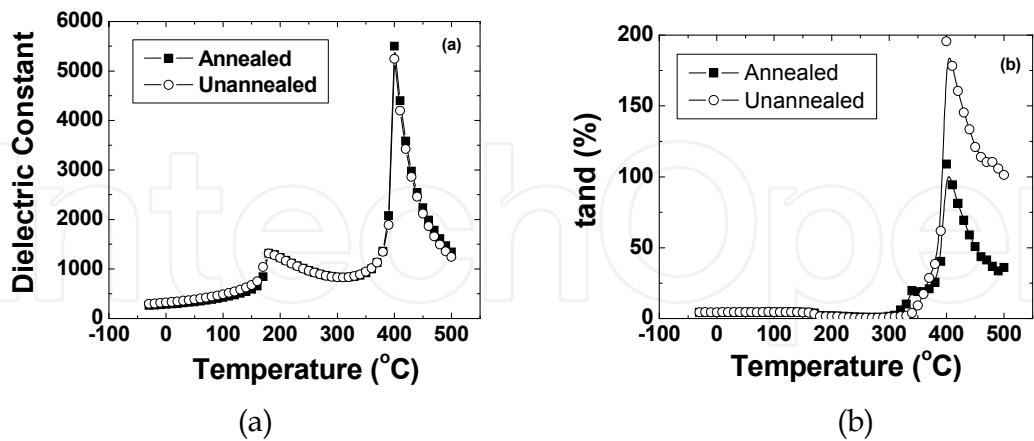 (a)
Annealed
Unannealed
Dielectric Constant
6000
5000
4000
3000
2000
1000
0
-100 0 100 200 300 400 500
Temperature (°C)
(a)
(b)
Annealed
Unannealed
tand (%)
200
150
100
50
0
-100 0 100 200 300 400 500
Temperature (°C)
(b)
IntechOpe